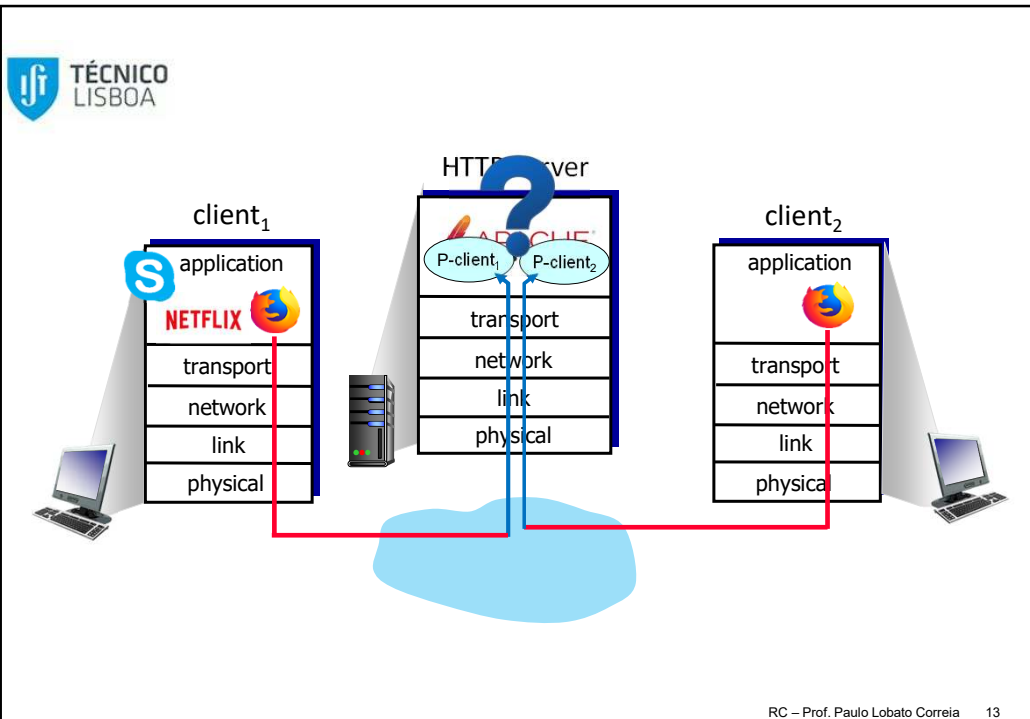 TÉCNICO
LISBOA
client₁
application
NETFLIX
transport
network
link
physical
P-client₁
P-client₂
transport
network
link
physical
client₂
application
transport
network
link
physical
RC – Prof. Paulo Lobato Correia 13